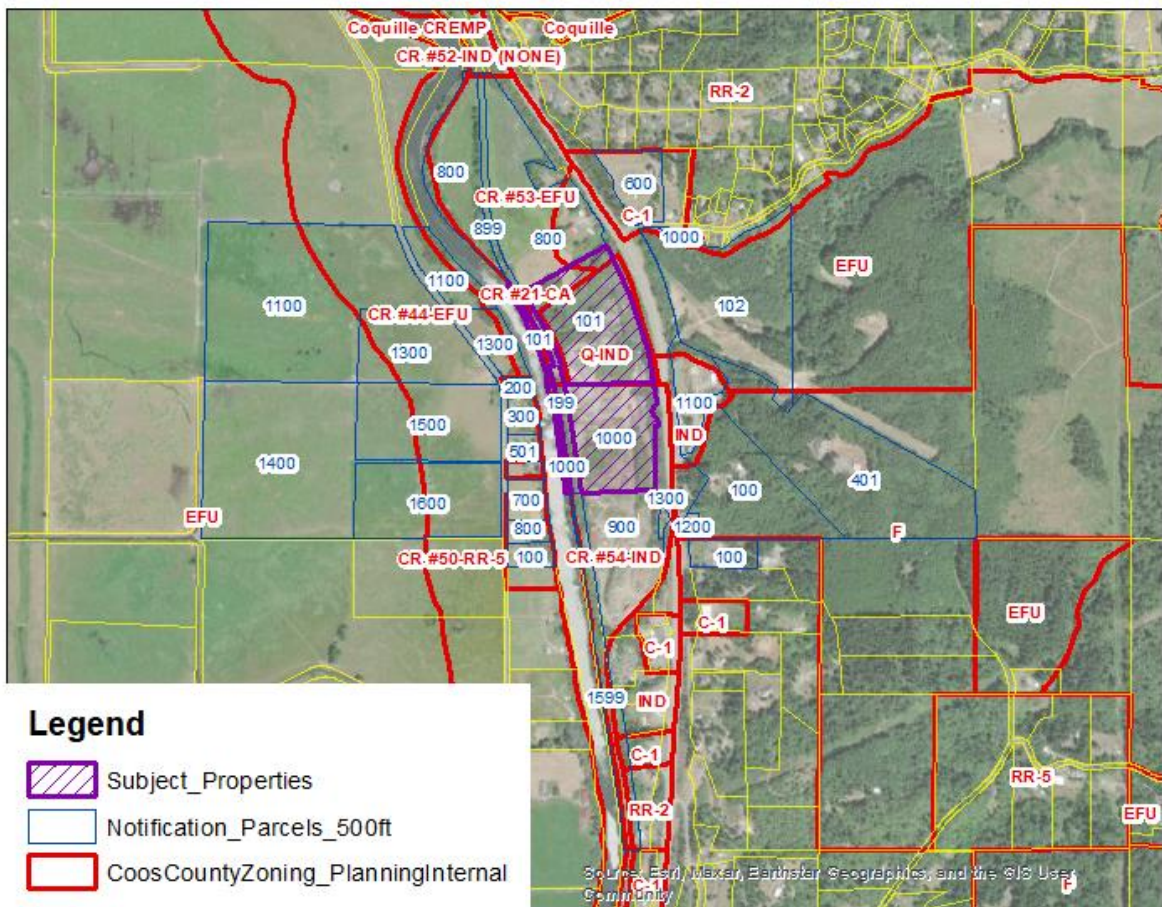 Coquille CREMP
Coquille
CR #52-IND (NONE)
RR-2
800
600
CR #53-EFU
C-1
899
800
1000
EFU
1100
1100
CR #21-CA
102
CR #44-EFU
101
1300
1300
101
Q-IND
200
199
1100
300
1500
IND
1000
501
1400
1000
100
401
1600
700
1300
EFU
800
900
1200
F
CR #50-RR-5
100
CR #54-IND
100
EFU
C-1
C-1
1599
IND
C-1
RR-5
RR-2
EFU
C-1
F
Legend
Subject_Properties
Notification_Parcels_500ft
CoosCountyZoning_PlanningInternal
Source: Esri, Maxar, Earthstar Geographics, and the GIS User
Community